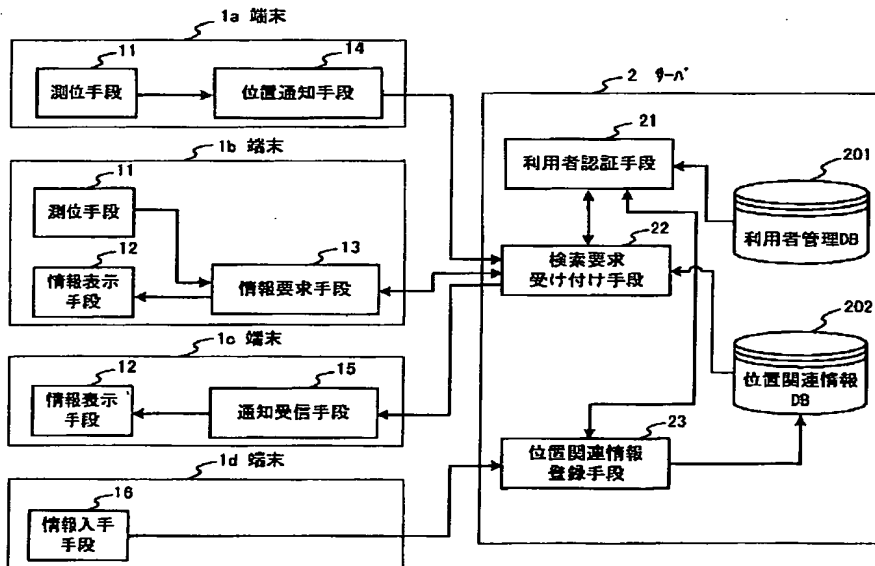 1a 端末
11
測位手段
14
位置通知手段
1b 端末
11
測位手段
12
情報表示
手段
13
情報要求手段
1c 端末
12
情報表示
手段
15
通知受信手段
1d 端末
16
情報入手
手段
2 サーバ
21
利用者認証手段
22
検索要求
受け付け手段
23
位置関連情報
登録手段
201
利用者管理DB
202
位置関連情報
DB